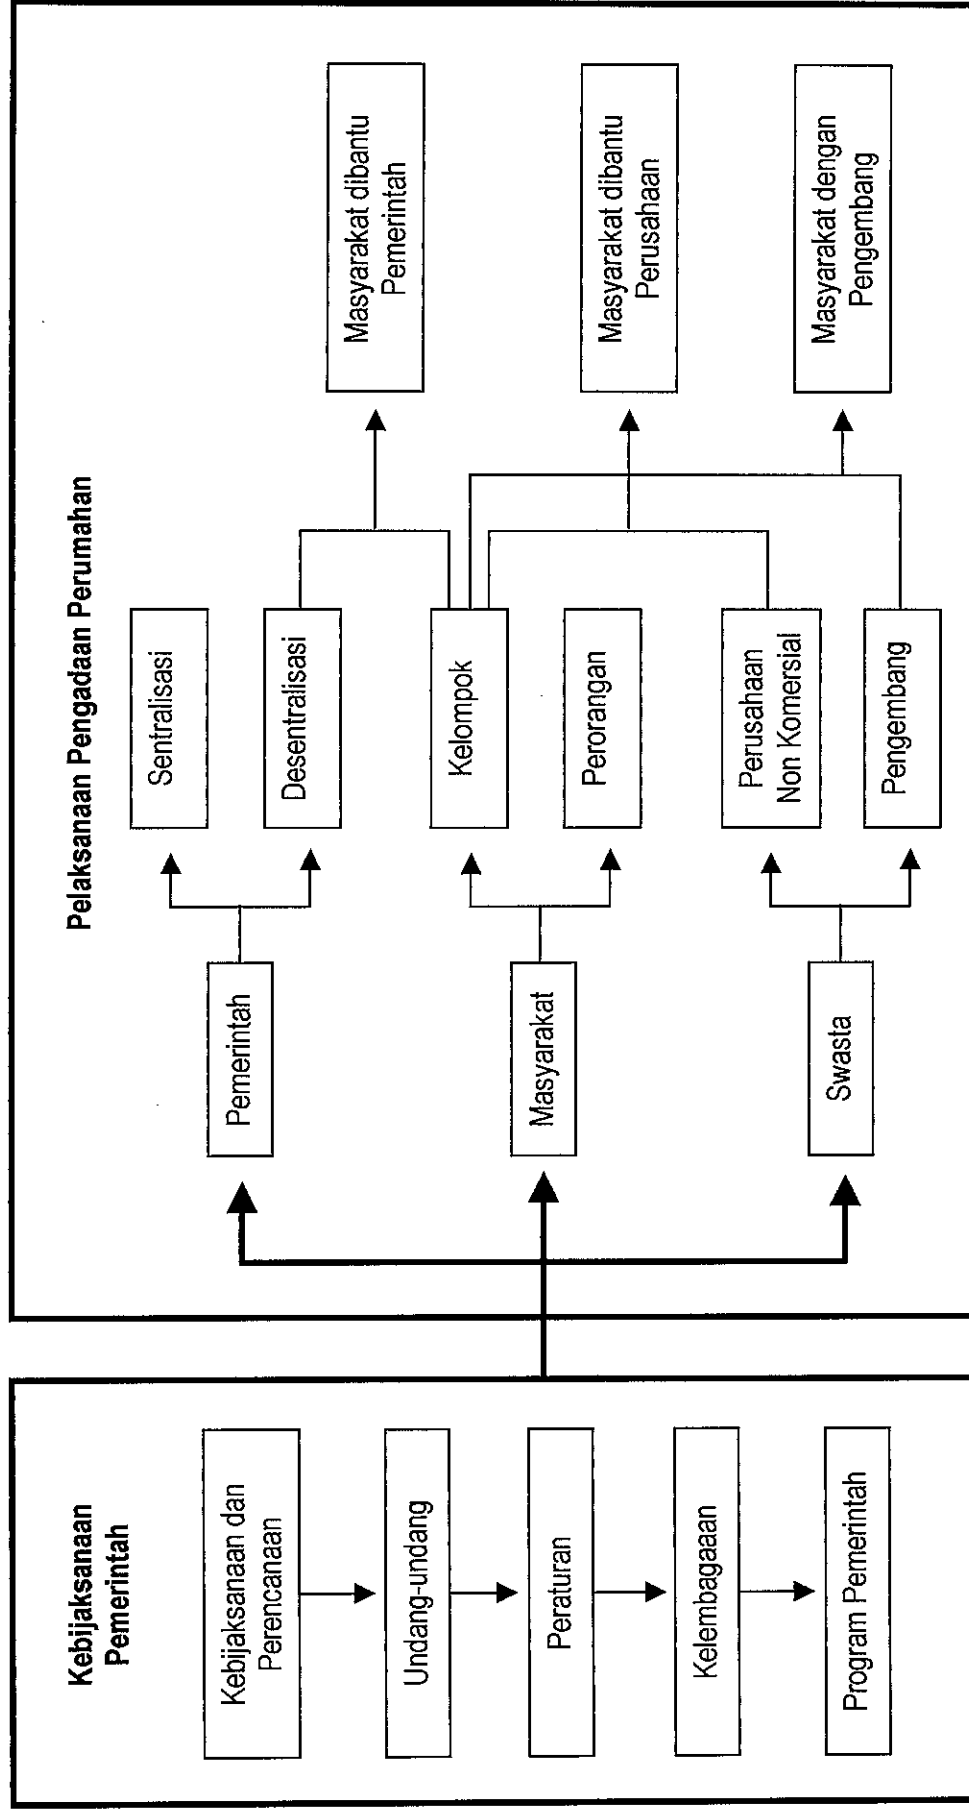 Kebijaksanaan
Pemerintah
Kebijaksanaan dan
Perencanaan
Undang-undang
Peraturan
Kelembagaaan
Program Pemerintah
Pelaksanaan Pengadaan Perumahan
Pemerintah
Masyarakat
Swasta
Sentralisasi
Desentralisasi
Kelompok
Perorangan
Perusahaan
Non Komersial
Pengembang
Masyarakat dibantu
Pemerintah
Masyarakat dibantu
Perusahaan
Masyarakat dengan
Pengembang